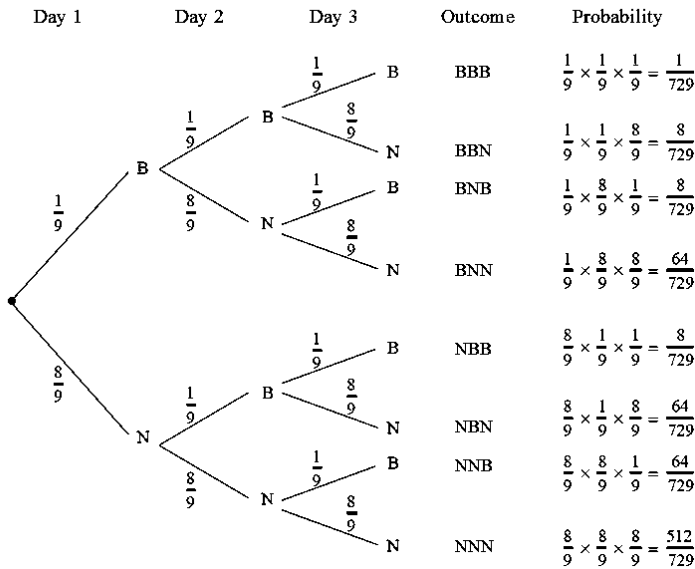 Day 1 Day 2 Day 3 Outcome Probability
1/9 B BBB 1/9 × 1/9 × 1/9 = 1/729
1/9 B 8/9
N BBN 1/9 × 1/9 × 8/9 = 8/729
B 1/9 B BNB 1/9 × 8/9 × 1/9 = 8/729
1/9 8/9 N 8/9
N BNN 1/9 × 8/9 × 8/9 = 64/729
1/9 B NBB 8/9 × 1/9 × 1/9 = 8/729
8/9 1/9 B 8/9
N NBN 8/9 × 1/9 × 8/9 = 64/729
N 1/9 B NNB 8/9 × 8/9 × 1/9 = 64/729
8/9 N 8/9
N NNN 8/9 × 8/9 × 8/9 = 512/729